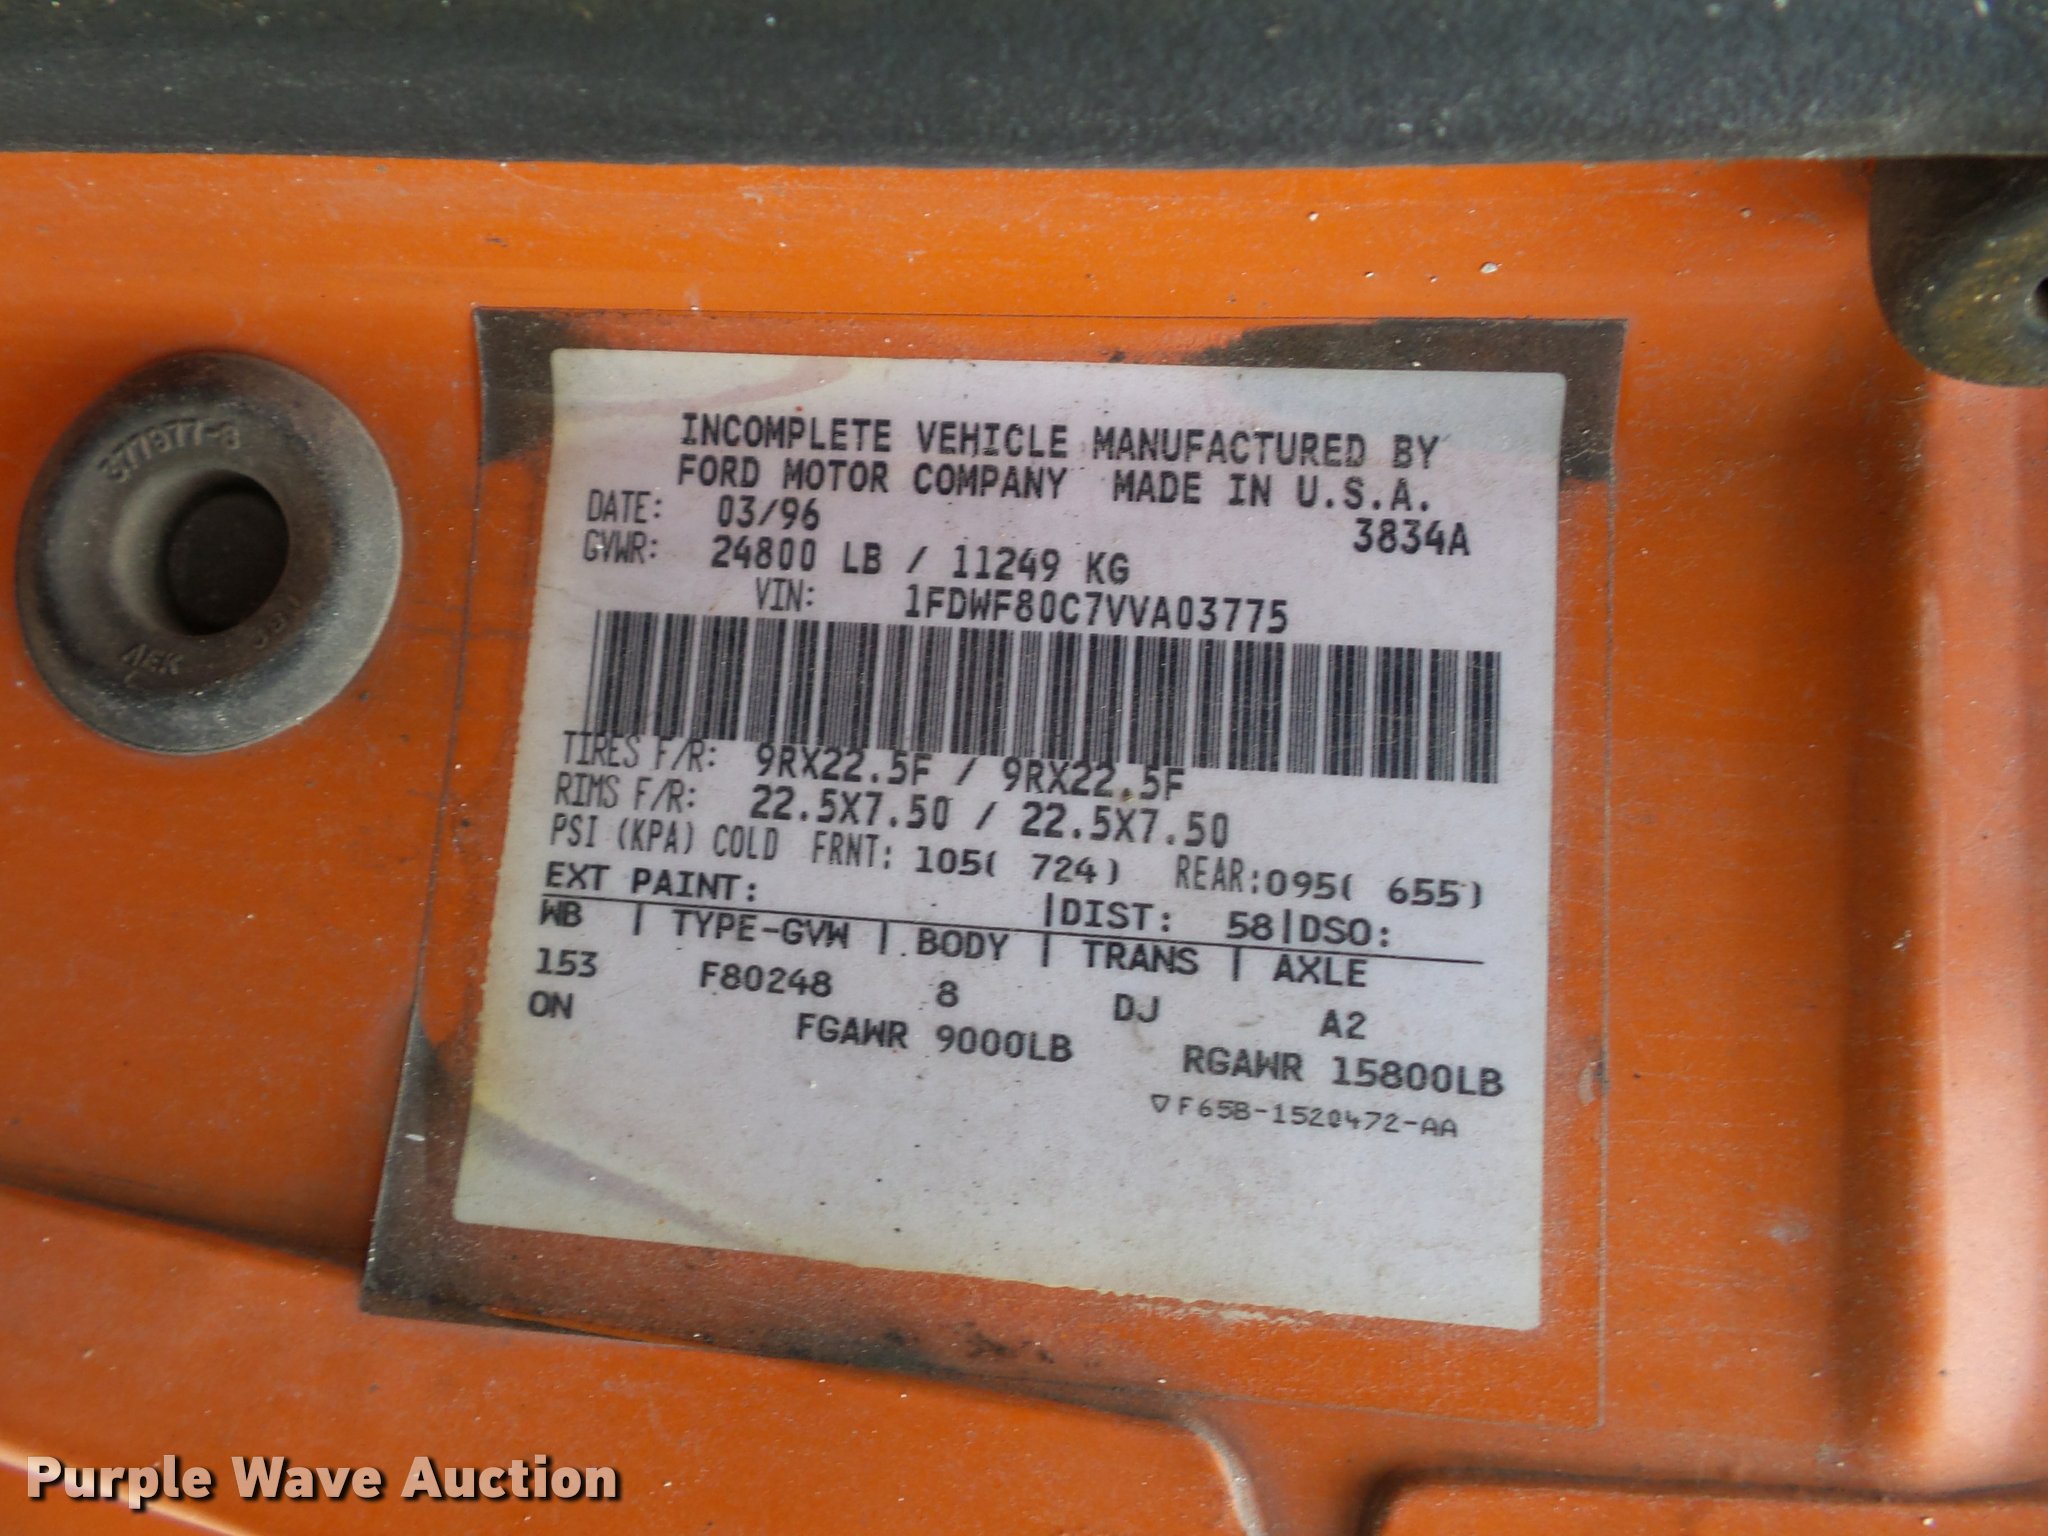 377977-S
AEK
INCOMPLETE VEHICLE MANUFACTURED BY
FORD MOTOR COMPANY MADE IN U.S.A.
DATE: 03/96 3834A
GVWR: 24800 LB / 11249 KG
VIN: 1FDWF80C7VVA03775
TIRES F/R: 9RX22.5F / 9RX22.5F
RIMS F/R: 22.5X7.50 / 22.5X7.50
PSI (KPA) COLD FRNT: 105( 724) REAR:095( 655)
EXT PAINT: |DIST: 58|DSO:
WB | TYPE-GVW | BODY | TRANS | AXLE
153 F80248 8 DJ A2
ON FGAWR 9000LB RGAWR 15800LB
▽F65B-1520472-AA
Purple Wave Auction